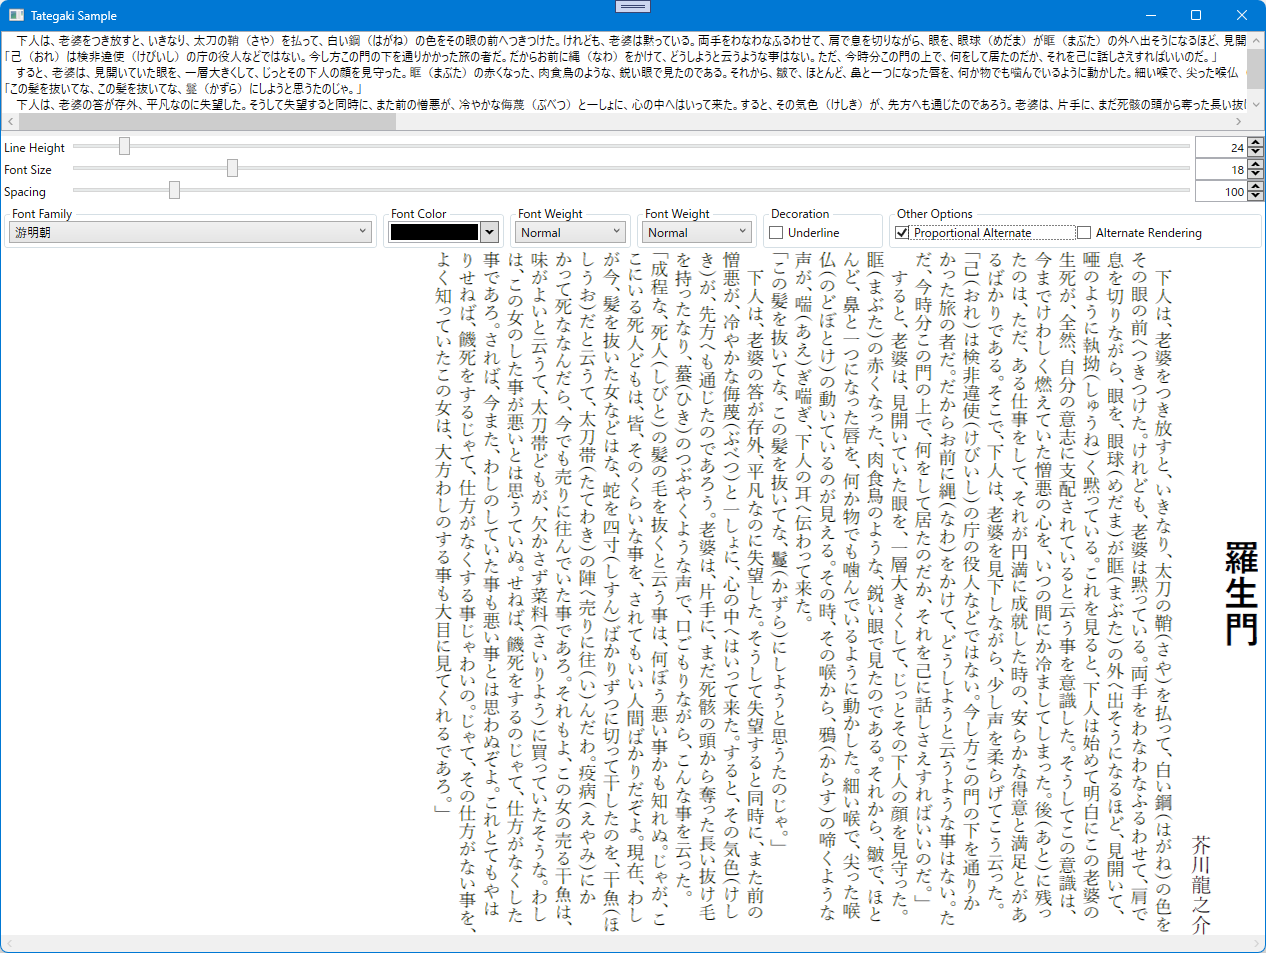 Tategaki Sample
　下人は、老婆をつき放すと、いきなり、太刀の鞘（さや）を払って、白い鋼（はがね）の色をその眼の前へつきつけた。けれども、老婆は黙っている。両手をわなわなふるわせて、肩で息を切りながら、眼を、眼球（めだま）が眶（まぶた）の外へ出そうになるほど、見開
「己（おれ）は検非違使（けびいし）の庁の役人などではない。今し方この門の下を通りかかった旅の者だ。だからお前に縄（なわ）をかけて、どうしようと云うような事はない。ただ、今時分この門の上で、何をして居たのだか、それを己に話しさえすればいいのだ。」
　すると、老婆は、見開いていた眼を、一層大きくして、じっとその下人の顔を見守った。眶（まぶた）の赤くなった、肉食鳥のような、鋭い眼で見たのである。それから、皺で、ほとんど、鼻と一つになった唇を、何か物でも噛んでいるように動かした。細い喉で、尖った喉仏（
「この髪を抜いてな、この髪を抜いてな、鬘（かずら）にしようと思うたのじゃ。」
　下人は、老婆の答が存外、平凡なのに失望した。そうして失望すると同時に、また前の憎悪が、冷やかな侮蔑（ぶべつ）と一しょに、心の中へはいって来た。すると、その気色（けしき）が、先方へも通じたのであろう。老婆は、片手に、まだ死骸の頭から奪った長い抜け
Line Height 24
Font Size 18
Spacing 100
Font Family Font Color Font Weight Font Weight Decoration Other Options
游明朝 Normal Normal Underline Proportional Alternate Alternate Rendering
羅生門
芥川龍之介
　下人は、老婆をつき放すと、いきなり、太刀の鞘(さや)を払って、白い鋼(はがね)の色を
その眼の前へつきつけた。けれども、老婆は黙っている。両手をわなわなふるわせて、肩で
息を切りながら、眼を、眼球(めだま)が眶(まぶた)の外へ出そうになるほど、見開いて、
唖のように執拗(しゅうね)く黙っている。これを見ると、下人は始めて明白にこの老婆の
生死が、全然、自分の意志に支配されていると云う事を意識した。そうしてこの意識は、
今までけわしく燃えていた憎悪の心を、いつの間にか冷ましてしまった。後(あと)に残っ
たのは、ただ、ある仕事をして、それが円満に成就した時の、安らかな得意と満足とがあ
るばかりである。そこで、下人は、老婆を見下しながら、少し声を柔らげてこう云った。
「己(おれ)は検非違使(けびいし)の庁の役人などではない。今し方この門の下を通りか
かった旅の者だ。だからお前に縄(なわ)をかけて、どうしようと云うような事はない。た
だ、今時分この門の上で、何をして居たのだか、それを己に話しさえすればいいのだ。」
　すると、老婆は、見開いていた眼を、一層大きくして、じっとその下人の顔を見守った。
眶(まぶた)の赤くなった、肉食鳥のような、鋭い眼で見たのである。それから、皺で、ほと
んど、鼻と一つになった唇を、何か物でも噛んでいるように動かした。細い喉で、尖った喉
仏(のどぼとけ)の動いているのが見える。その時、その喉から、鴉(からす)の啼くような
声が、喘(あえ)ぎ喘ぎ、下人の耳へ伝わって来た。
「この髪を抜いてな、この髪を抜いてな、鬘(かずら)にしようと思うたのじゃ。」
　下人は、老婆の答が存外、平凡なのに失望した。そうして失望すると同時に、また前の
憎悪が、冷やかな侮蔑(ぶべつ)と一しょに、心の中へはいって来た。すると、その気色(けし
き)が、先方へも通じたのであろう。老婆は、片手に、まだ死骸の頭から奪った長い抜け毛
を持ったなり、蟇(ひき)のつぶやくような声で、口ごもりながら、こんな事を云った。
「成程な、死人(しびと)の髪の毛を抜くと云う事は、何ぼう悪い事かも知れぬ。じゃが、こ
こにいる死人どもは、皆、そのくらいな事を、されてもいい人間ばかりだぞよ。現在、わし
が今、髪を抜いた女などはな、蛇を四寸(しすん)ばかりずつに切って干したのを、干魚(ほ
しうお)だと云うて、太刀帯(たてわき)の陣へ売りに往(い)んだわ。疫病(えやみ)にか
かって死ななんだら、今でも売りに往んでいた事であろ。それもよ、この女の売る干魚は、
味がよいと云うて、太刀帯どもが、欠かさず菜料(さいりよう)に買っていたそうな。わし
は、この女のした事が悪いとは思うていぬ。せねば、饑死をするのじゃて、仕方がなくした
事であろ。されば、今また、わしのしていた事も悪い事とは思わぬぞよ。これとてもやは
りせねば、饑死をするじゃて、仕方がなくする事じゃわいの。じゃて、その仕方がない事を、
よく知っていたこの女は、大方わしのする事も大目に見てくれるであろ。」